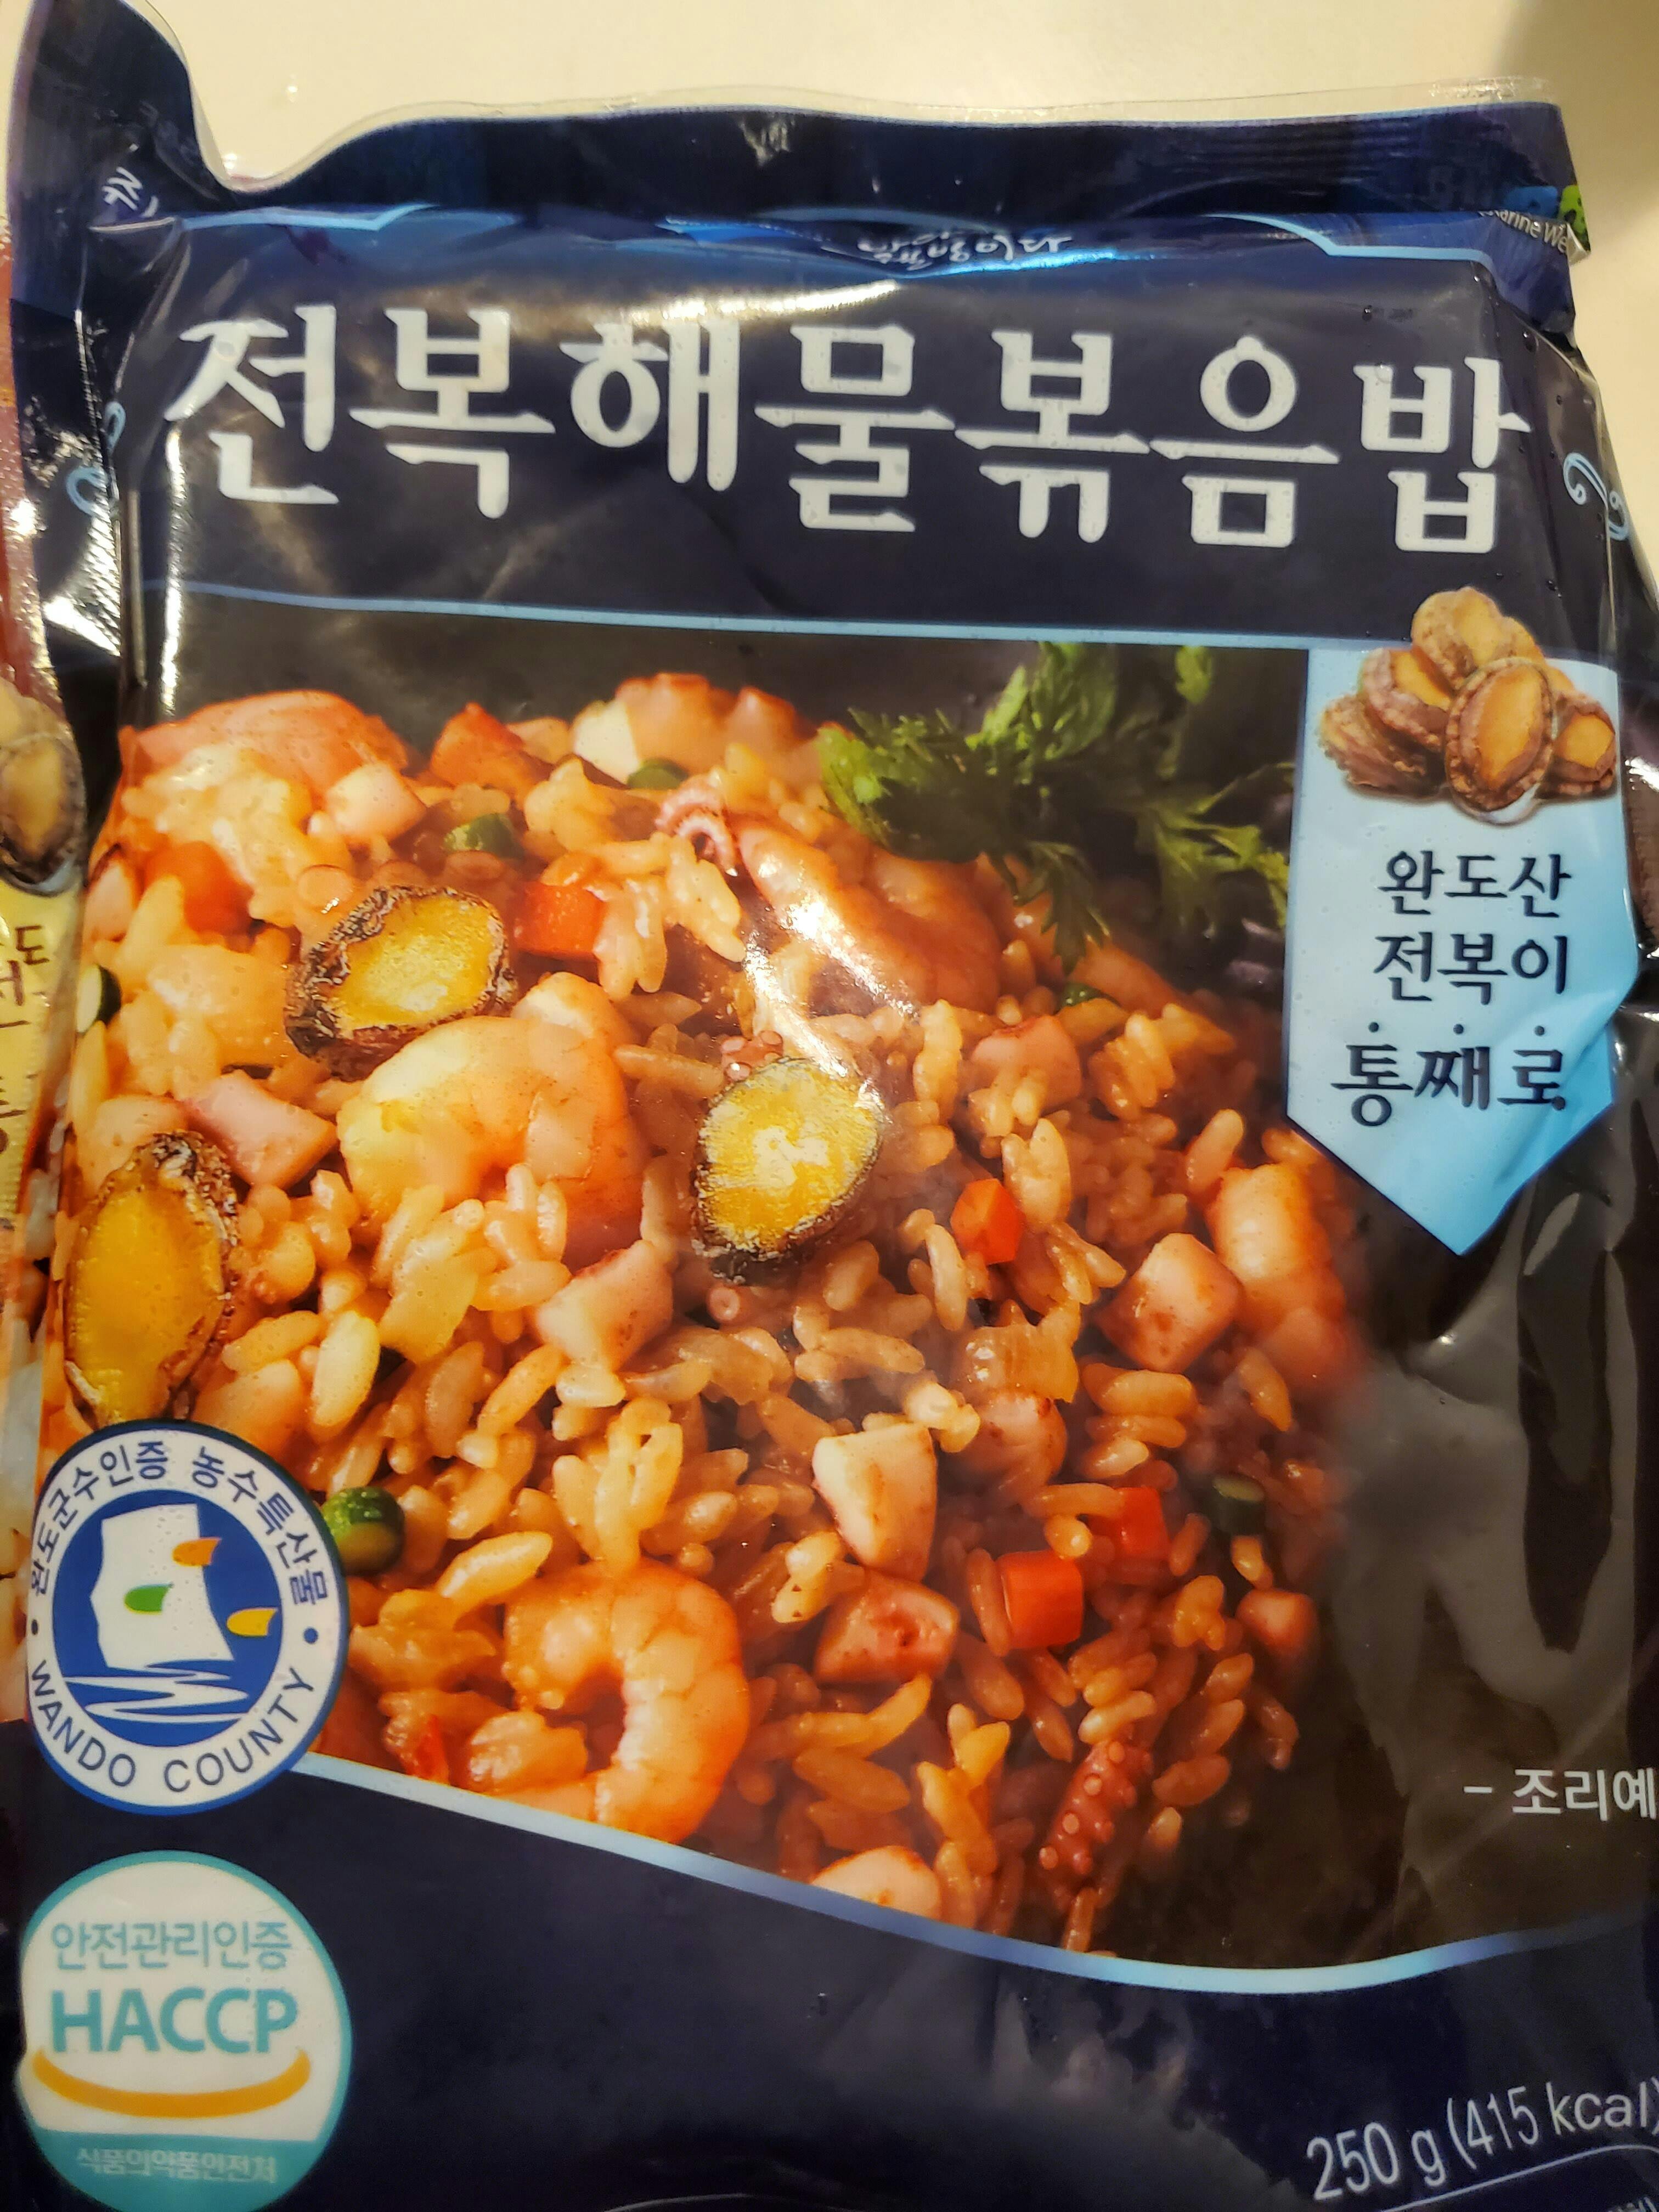 전복해물볶음밥
완도산
전복이
통째로
완도군수인증 농수특산물
WANDO COUNTY
- 조리예
안전관리인증
HACCP
식품의약품안전처
250 g (415 kcal)